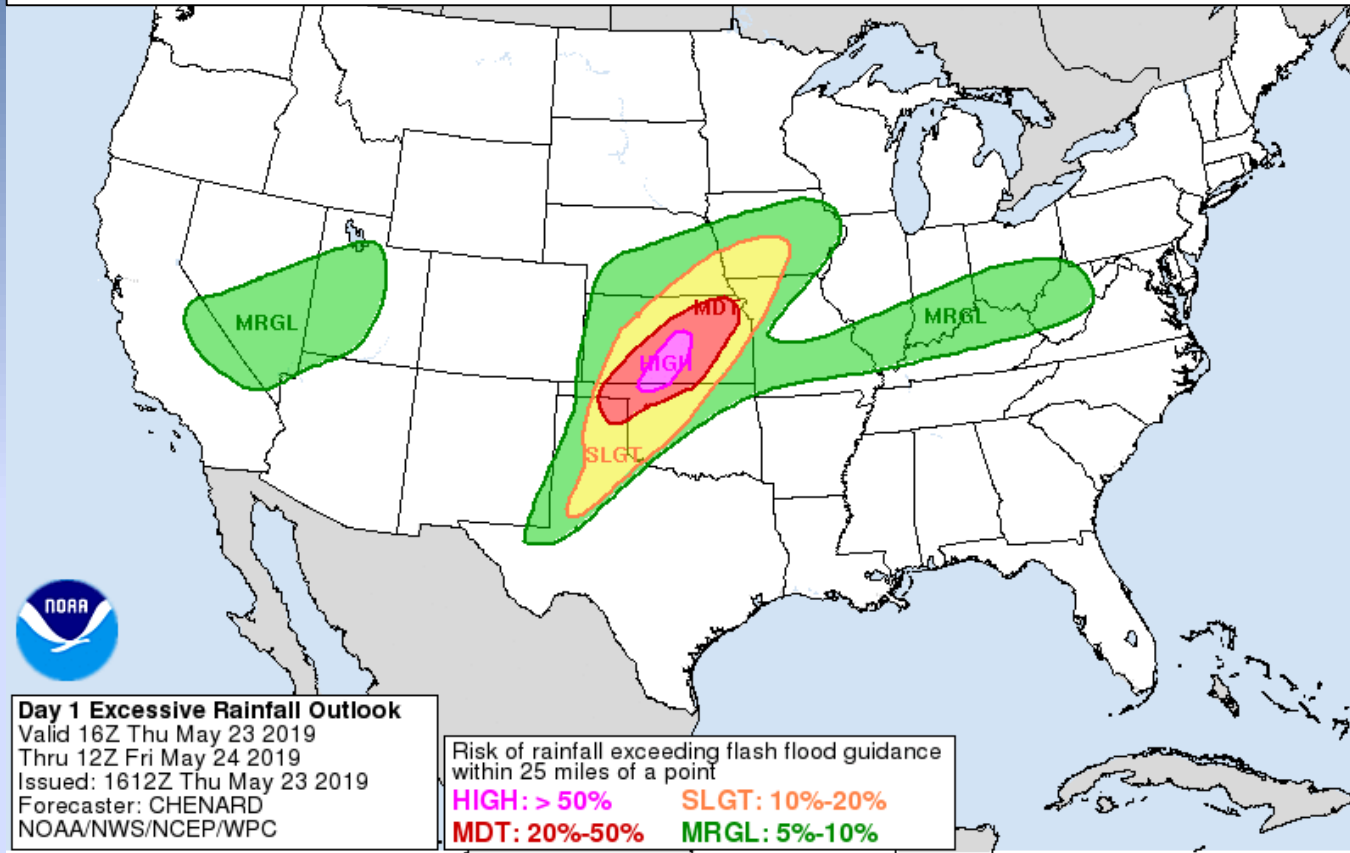 MRGL
MDT
MRGL
HIGH
SLGT
NOAA
Day 1 Excessive Rainfall Outlook
Valid 16Z Thu May 23 2019
Thru 12Z Fri May 24 2019
Issued: 1612Z Thu May 23 2019
Forecaster: CHENARD
NOAA/NWS/NCEP/WPC
Risk of rainfall exceeding flash flood guidance
within 25 miles of a point
HIGH: > 50% SLGT: 10%-20%
MDT: 20%-50% MRGL: 5%-10%